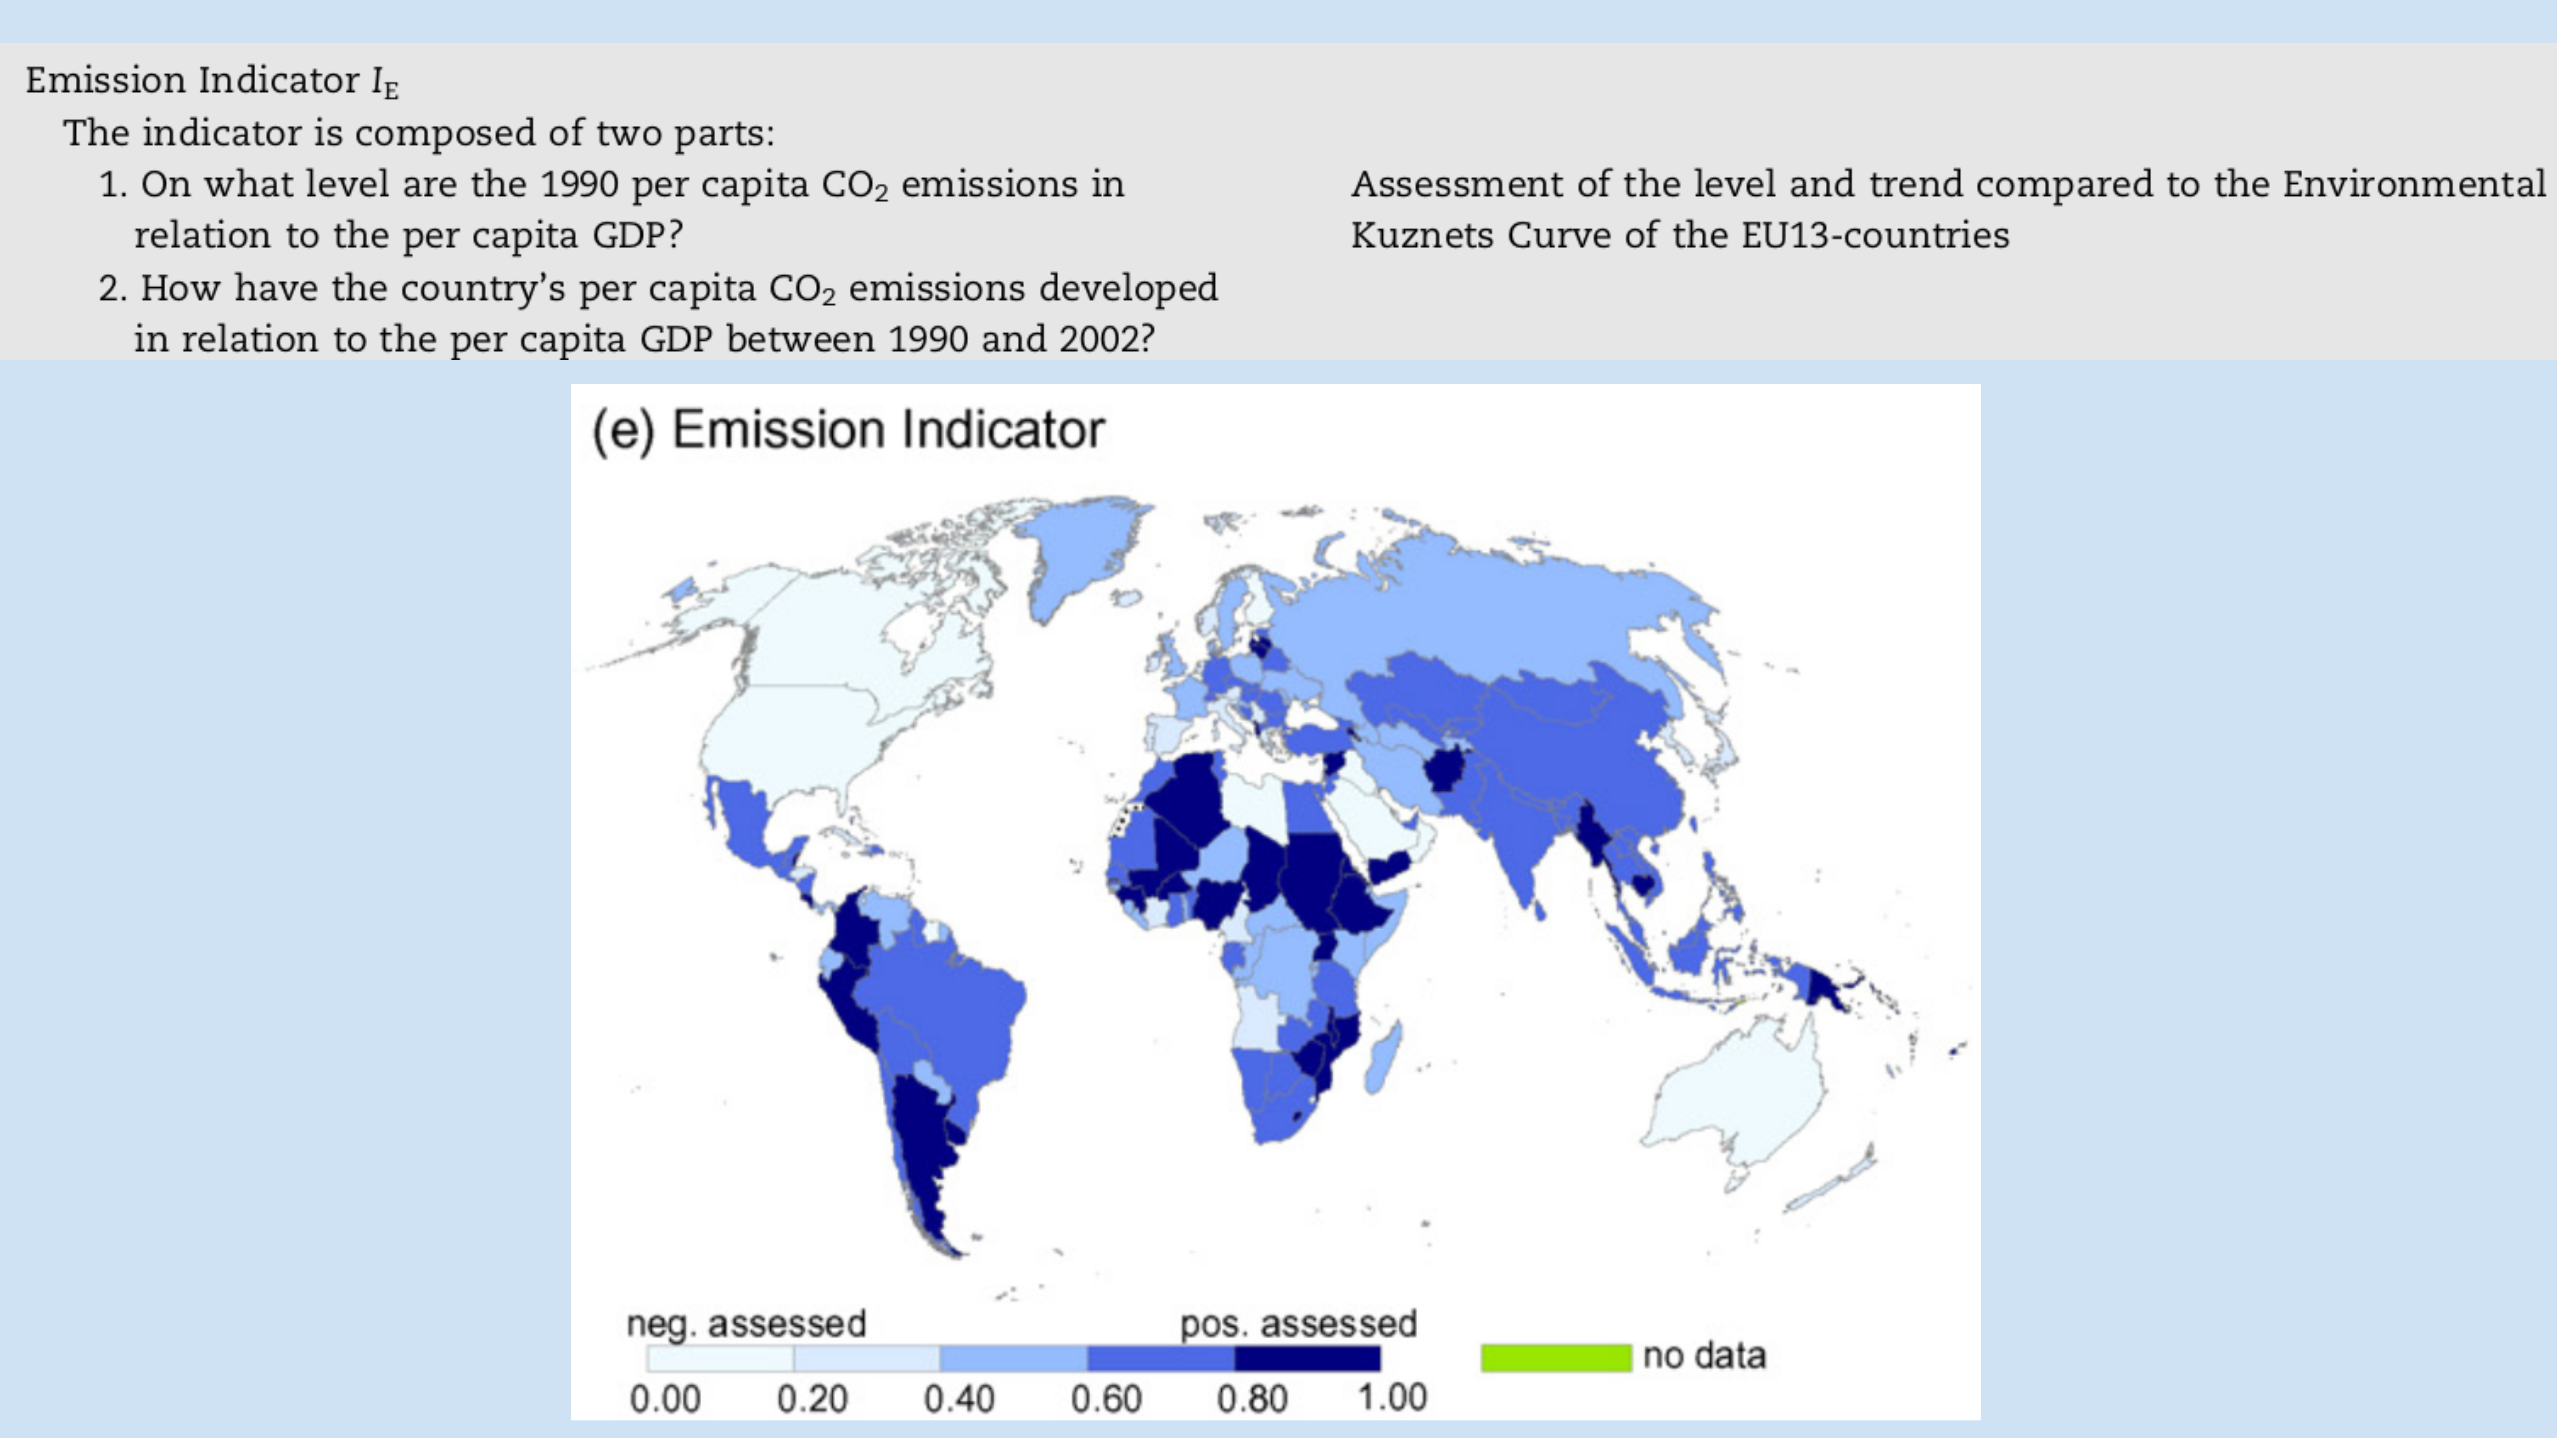 Emission Indicator IE
The indicator is composed of two parts:
1. On what level are the 1990 per capita CO2 emissions in
relation to the per capita GDP?
2. How have the country's per capita CO2 emissions developed
in relation to the per capita GDP between 1990 and 2002?
Assessment of the level and trend compared to the Environmental
Kuznets Curve of the EU13-countries
(e) Emission Indicator
neg. assessed pos. assessed
no data
0.00 0.20 0.40 0.60 0.80 1.00